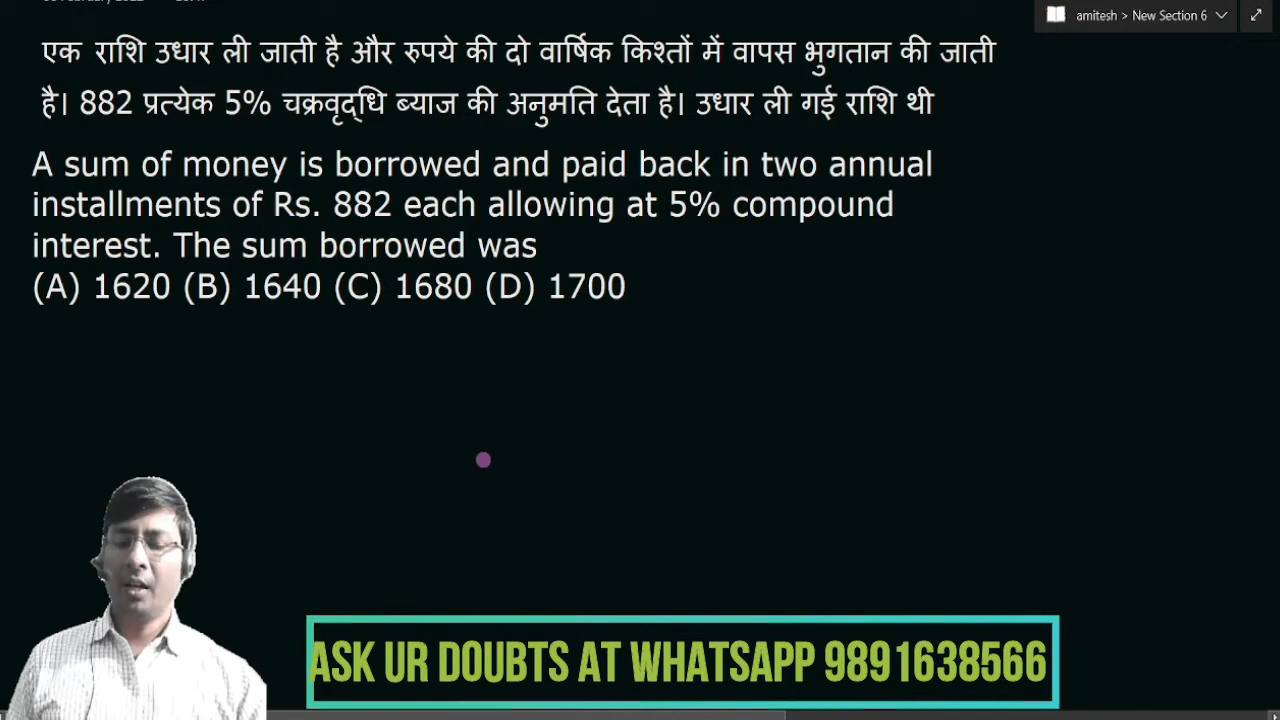 amitesh > New Section 6
एक राशि उधार ली जाती है और रुपये की दो वार्षिक किश्तों में वापस भुगतान की जाती
है। 882 प्रत्येक 5% चक्रवृद्धि ब्याज की अनुमति देता है। उधार ली गई राशि थी
A sum of money is borrowed and paid back in two annual
installments of Rs. 882 each allowing at 5% compound
interest. The sum borrowed was
(A) 1620 (B) 1640 (C) 1680 (D) 1700
ASK UR DOUBTS AT WHATSAPP 9891638566